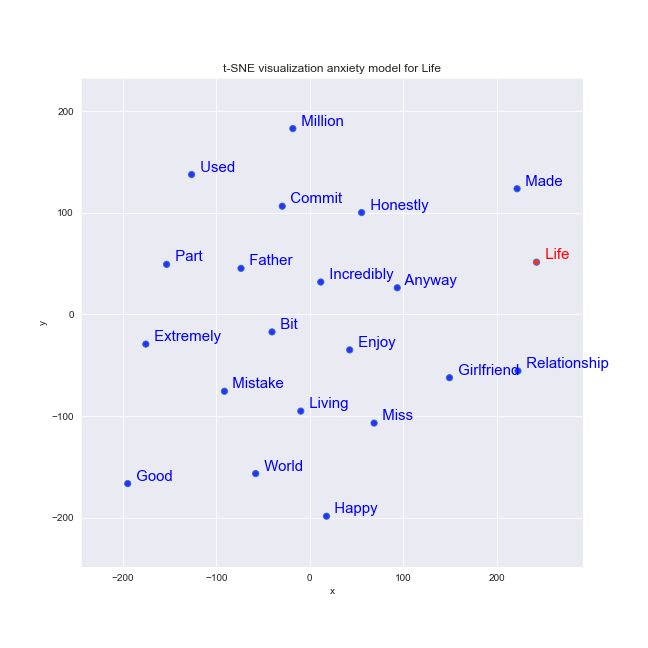 t-SNE visualization anxiety model for Life
200
Million
Used
Made
Commit
Honestly
100
Life
Part
Father
Incredibly
Anyway
0
Bit
Extremely
Enjoy
Girlfriend
Relationship
Mistake
Living
−100
Miss
World
Good
Happy
−200
−200
−100
0
100
200
x
y